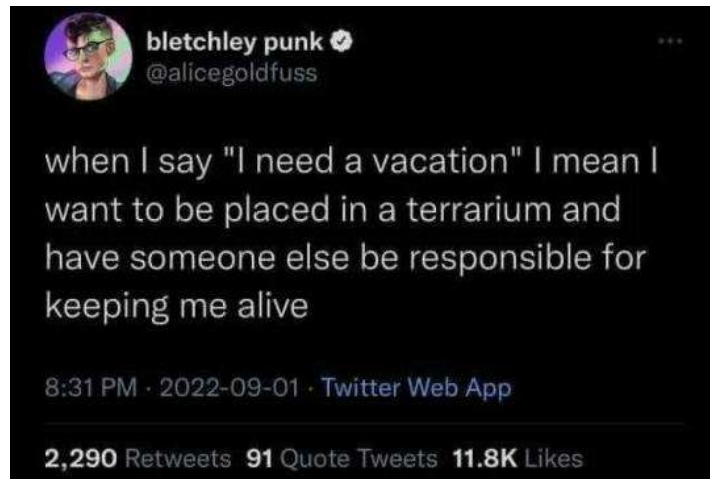 bletchley punk
@alicegoldfuss
when I say "I need a vacation" I mean I
want to be placed in a terrarium and
have someone else be responsible for
keeping me alive
8:31 PM · 2022-09-01 · Twitter Web App
2,290 Retweets 91 Quote Tweets 11.8K Likes